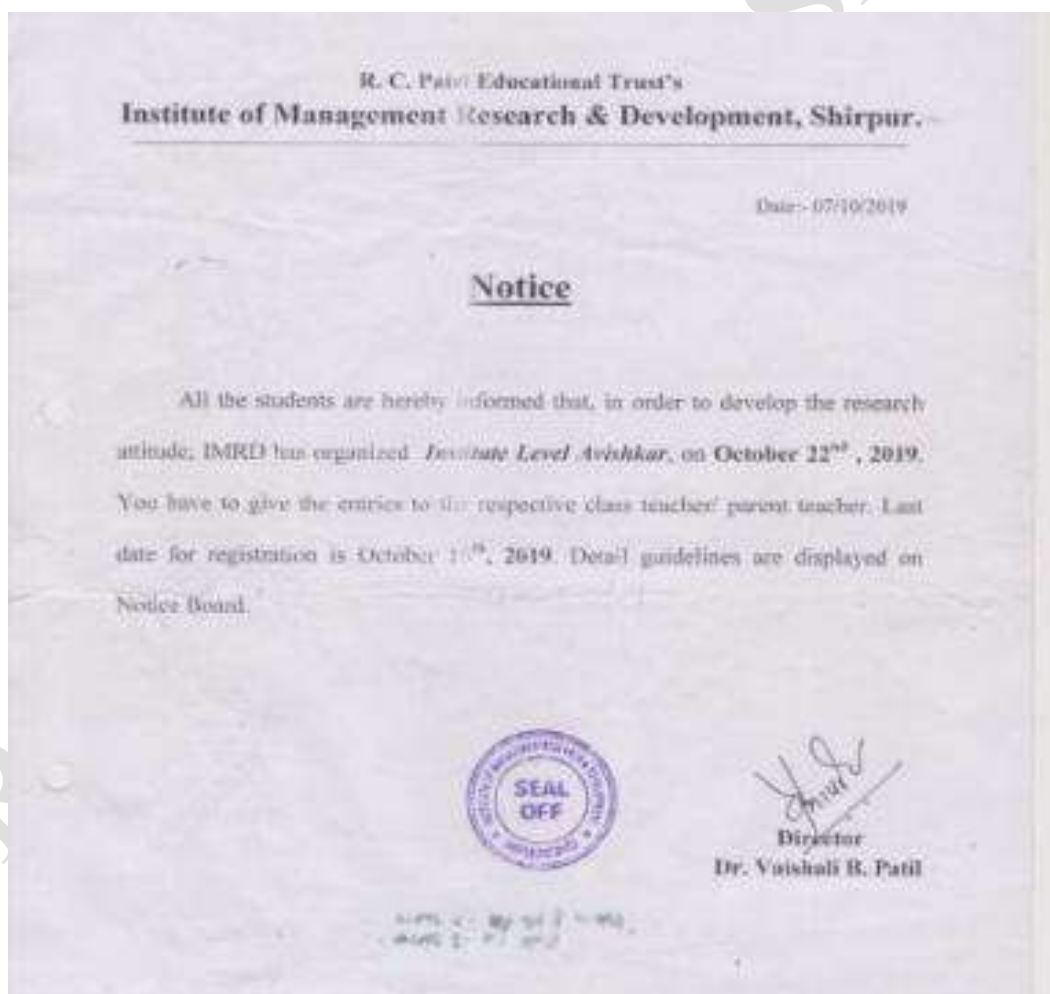 R. C. Patel Educational Trust's
Institute of Management Research & Development, Shirpur.
Date:- 07/10/2019
Notice
All the students are hereby informed that, in order to develop the research
attitude, IMRD has organized Institute Level Avishkar, on October 22nd , 2019.
You have to give the entries to the respective class teacher/ parent teacher. Last
date for registration is October , 2019. Detail guidelines are displayed on
Notice Board.
SEAL
OFF
Director
Dr. Vaishali B. Patil